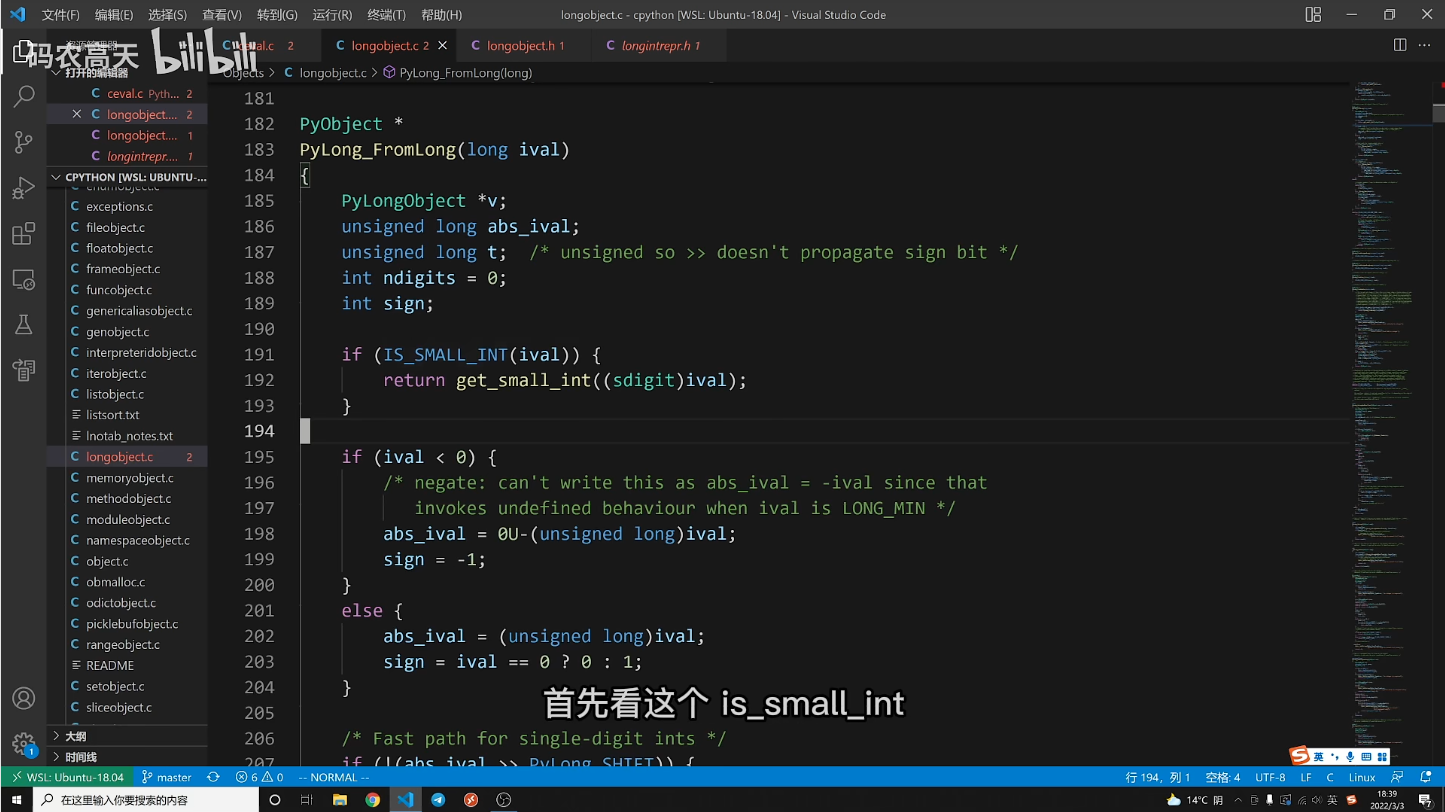 文件(F) 编辑(E) 选择(S) 查看(V) 转到(G) 运行(R) 终端(T) 帮助(H) longobject.c - cpython [WSL: Ubuntu-18.04] - Visual Studio Code
码农高天 bilibili
2 C longobject.c 2 C longobject.h 1 C longintrepr.h 1
打开的编辑器
Objects > C longobject.c > PyLong_FromLong(long)
C ceval.c Pyth... 2
C longobject.... 2
C longobject.... 1
C longintrepr.... 1
CPYTHON [WSL: UBUNTU-...
C exceptions.c
C fileobject.c
C floatobject.c
C frameobject.c
C funcobject.c
C genericaliasobject.c
C genobject.c
C interpreteridobject.c
C iterobject.c
C listobject.c
listsort.txt
lnotab_notes.txt
C longobject.c 2
C memoryobject.c
C methodobject.c
C moduleobject.c
C namespaceobject.c
C object.c
C obmalloc.c
C odictobject.c
C picklebufobject.c
C rangeobject.c
README
C setobject.c
C sliceobject.c
大纲
时间线
181
182 PyObject *
183 PyLong_FromLong(long ival)
184 {
185 PyLongObject *v;
186 unsigned long abs_ival;
187 unsigned long t; /* unsigned so >> doesn't propagate sign bit */
188 int ndigits = 0;
189 int sign;
190
191 if (IS_SMALL_INT(ival)) {
192 return get_small_int((sdigit)ival);
193 }
194
195 if (ival < 0) {
196 /* negate: can't write this as abs_ival = -ival since that
197 invokes undefined behaviour when ival is LONG_MIN */
198 abs_ival = 0U-(unsigned long)ival;
199 sign = -1;
200 }
201 else {
202 abs_ival = (unsigned long)ival;
203 sign = ival == 0 ? 0 : 1;
204 }
205
206 /* Fast path for single-digit ints */
207 if (!(abs_ival >> PyLong_SHIFT)) {
首先看这个 is_small_int
英
1
WSL: Ubuntu-18.04 master 6 0 -- NORMAL -- 行 194，列 1 空格: 4 UTF-8 LF C Linux
在这里输入你要搜索的内容 14°C 阴 英 18:39
2022/3/3